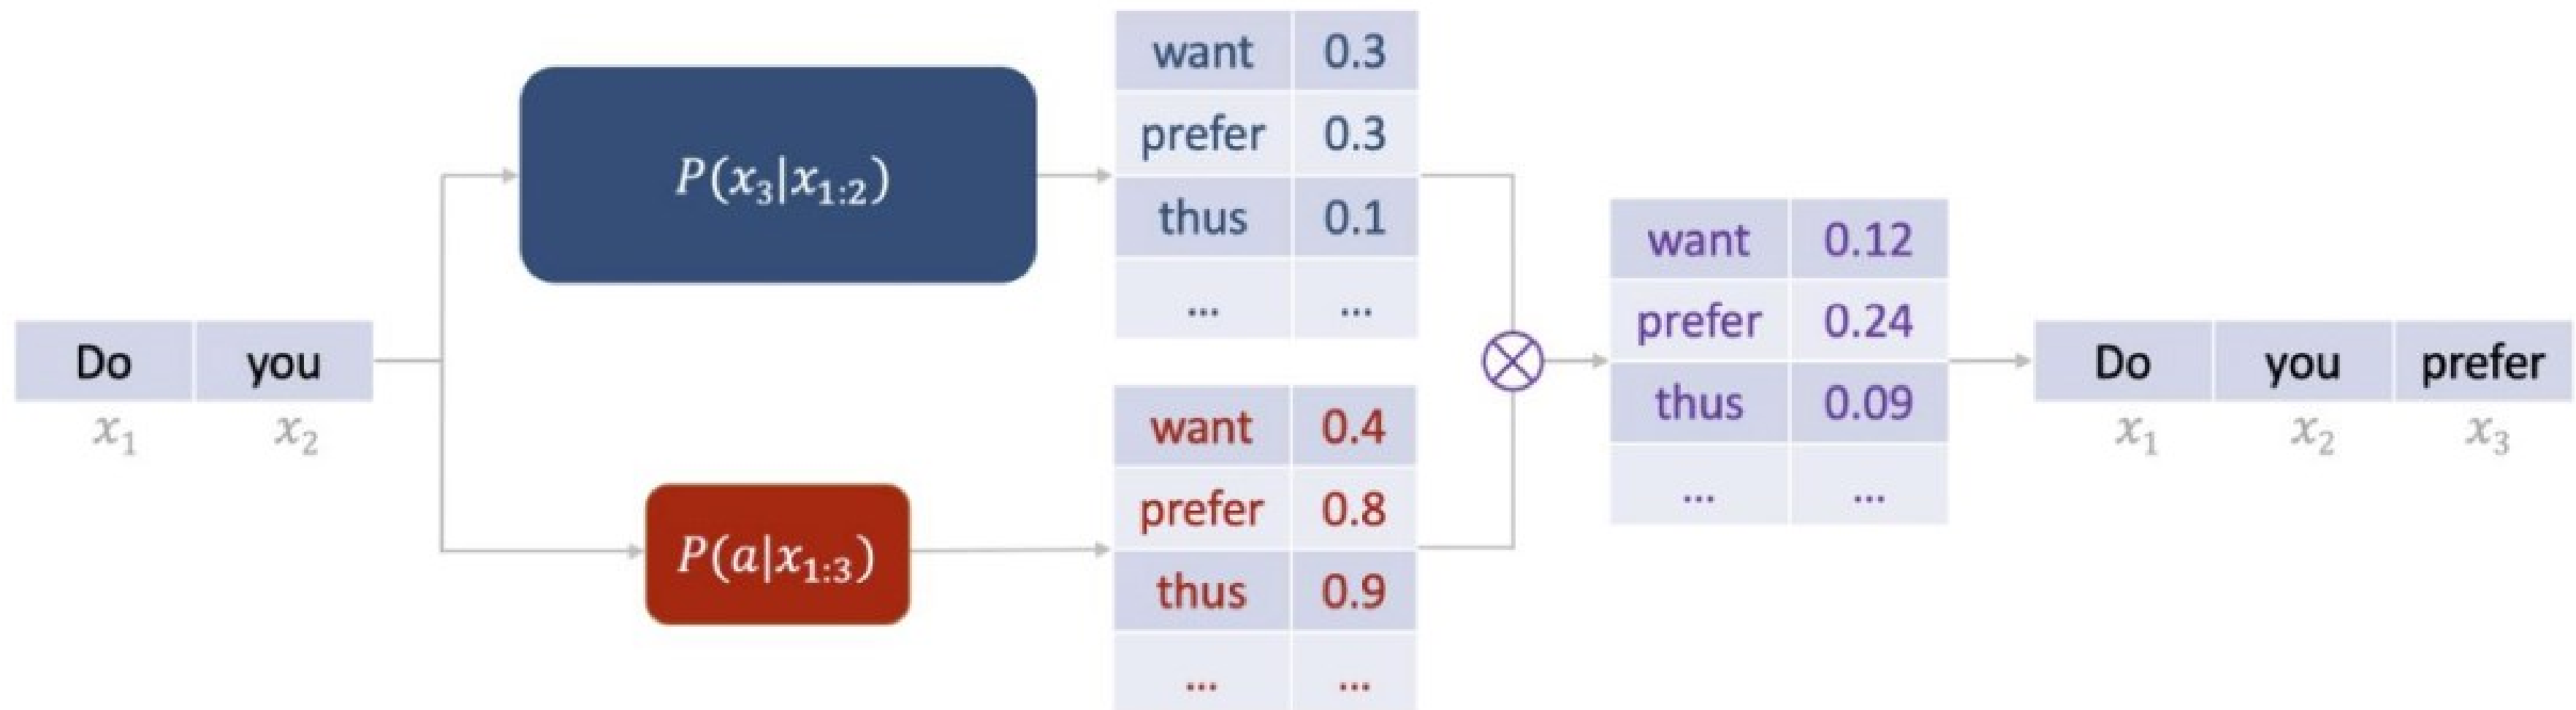 Do you
x₁ x₂
P(x₃|x₁:₂)
want 0.3
prefer 0.3
thus 0.1
... ...
P(a|x₁:₃)
want 0.4
prefer 0.8
thus 0.9
... ...
want 0.12
prefer 0.24
thus 0.09
... ...
Do you prefer
x₁ x₂ x₃